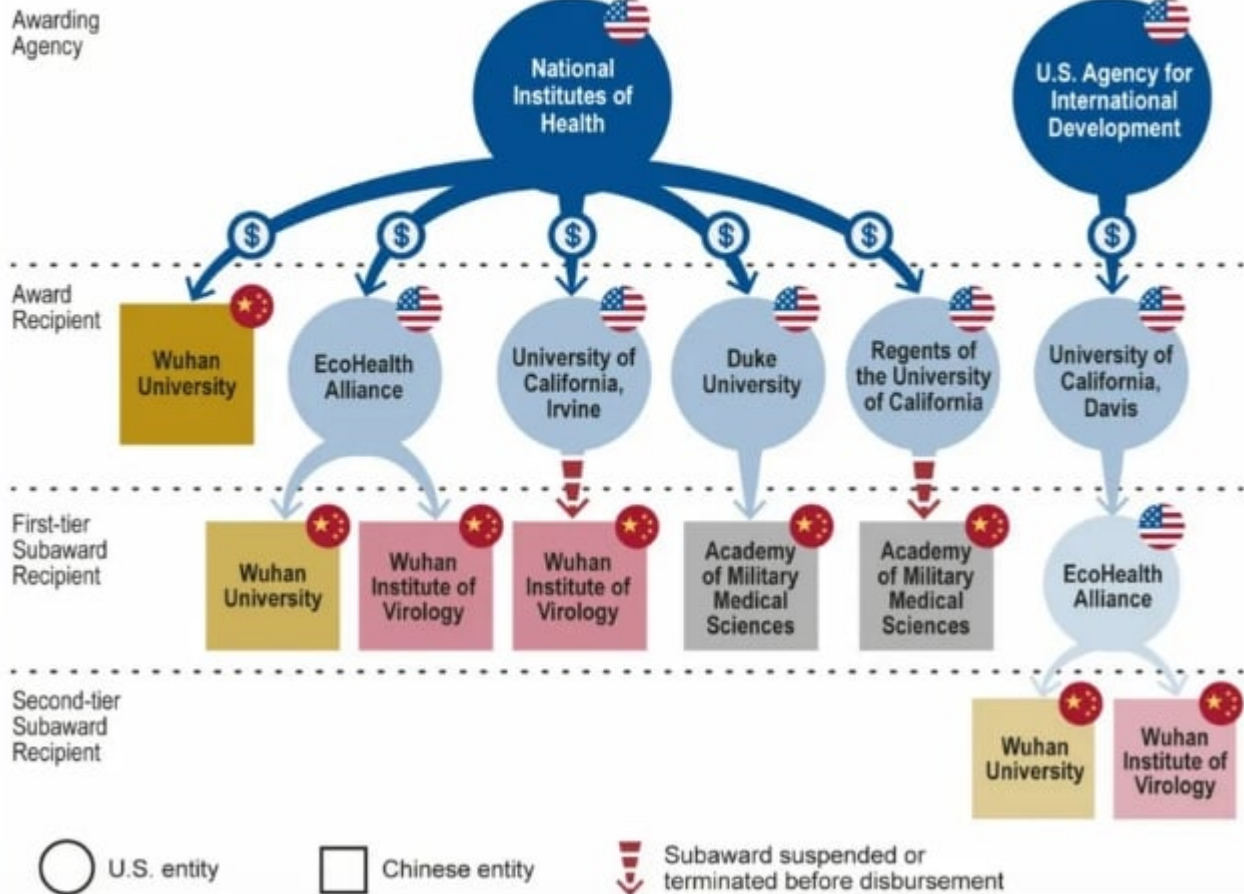 Awarding
Agency
National
Institutes of
Health
U.S. Agency for
International
Development
$
$
$
$
$
$
Award
Recipient
Wuhan
University
EcoHealth
Alliance
University of
California,
Irvine
Duke
University
Regents of
the University
of California
University of
California,
Davis
First-tier
Subaward
Recipient
Wuhan
University
Wuhan
Institute of
Virology
Wuhan
Institute of
Virology
Academy
of Military
Medical
Sciences
Academy
of Military
Medical
Sciences
EcoHealth
Alliance
Second-tier
Subaward
Recipient
Wuhan
University
Wuhan
Institute of
Virology
U.S. entity
Chinese entity
Subaward suspended or
terminated before disbursement